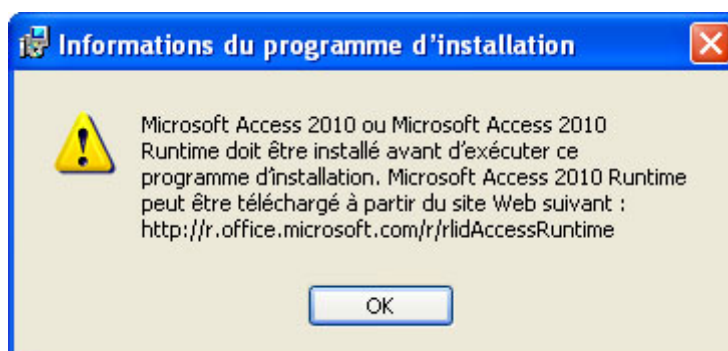 Informations du programme d'installation
Microsoft Access 2010 ou Microsoft Access 2010
Runtime doit être installé avant d'exécuter ce
programme d'installation. Microsoft Access 2010 Runtime
peut être téléchargé à partir du site Web suivant :
http://r.office.microsoft.com/r/rlidAccessRuntime
OK